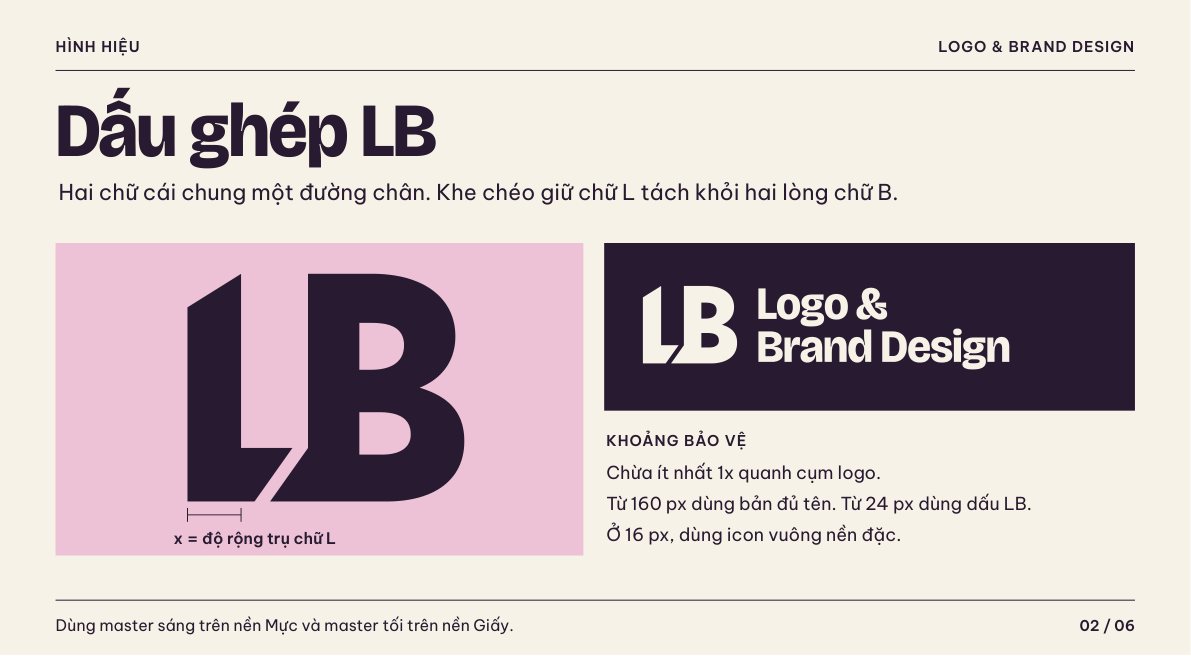 HÌNH HIỆU
LOGO & BRAND DESIGN
Dấu ghép LB
Hai chữ cái chung một đường chân. Khe chéo giữ chữ L tách khỏi hai lòng chữ B.
LB
x = độ rộng trụ chữ L
LB
Logo &
Brand Design
KHOẢNG BẢO VỆ
Chừa ít nhất 1x quanh cụm logo.
Từ 160 px dùng bản đủ tên. Từ 24 px dùng dấu LB.
Ở 16 px, dùng icon vuông nền đặc.
Dùng master sáng trên nền Mực và master tối trên nền Giấy.
02 / 06